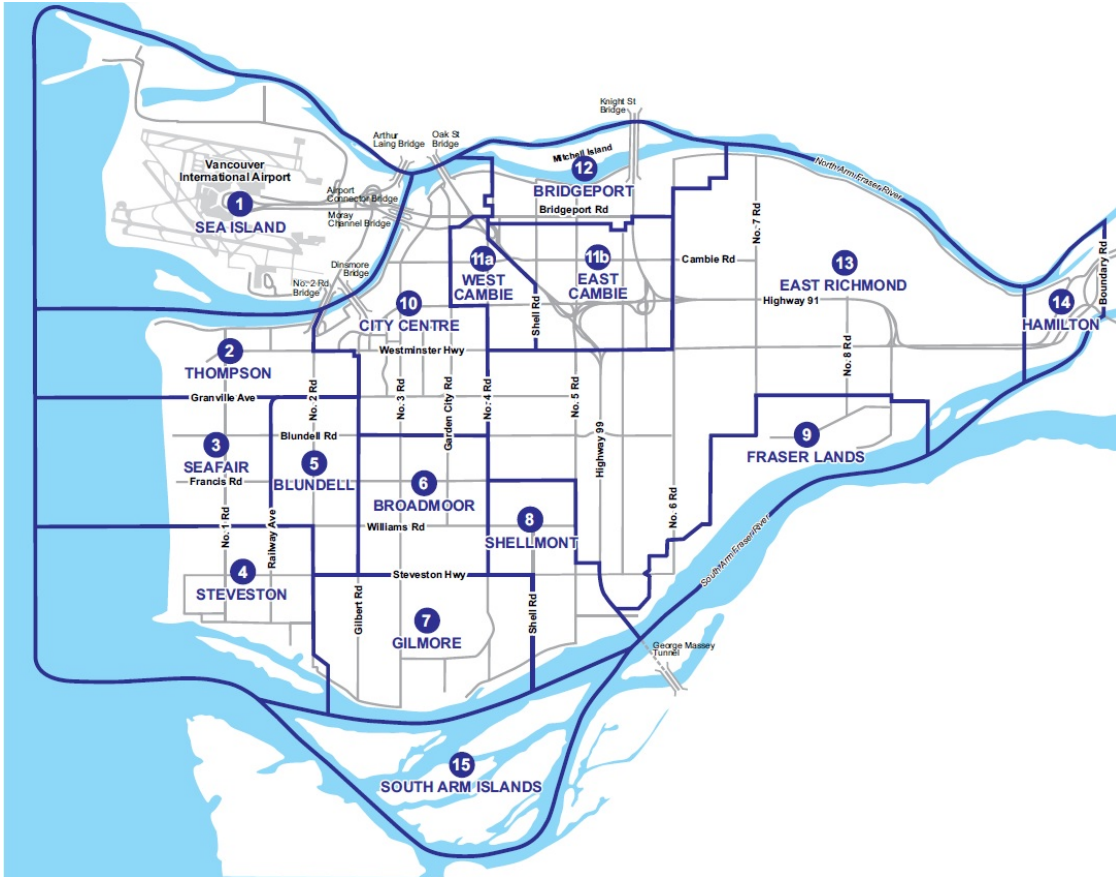 Knight St
Bridge
Arthur
Laing Bridge
Oak St
Bridge
Mitchell Island
12
BRIDGEPORT
Vancouver
International Airport
1
SEA ISLAND
Airport
Connector Bridge
Moray
Channel Bridge
Bridgeport Rd
North Arm Fraser River
No. 7 Rd
Boundary Rd
Dinsmore
Bridge
No. 2 Rd.
Bridge
11a
WEST
CAMBIE
11b
EAST
CAMBIE
Cambie Rd
13
EAST RICHMOND
Highway 91
14
HAMILTON
10
CITY CENTRE
Shell Rd
2
THOMPSON
Westminster Hwy
No. 8 Rd
Granville Ave
No. 2 Rd
No. 3 Rd
Garden City Rd
No. 4 Rd
No. 5 Rd
Highway 99
3
SEAFAIR
Blundell Rd
5
BLUNDELL
Francis Rd
6
BROADMOOR
9
FRASER LANDS
No. 1 Rd
Railway Ave
Williams Rd
8
SHELLMONT
No. 6 Rd
South Arm Fraser River
4
STEVESTON
Steveston Hwy
Gilbert Rd
7
GILMORE
Shell Rd
George Massey
Tunnel
15
SOUTH ARM ISLANDS